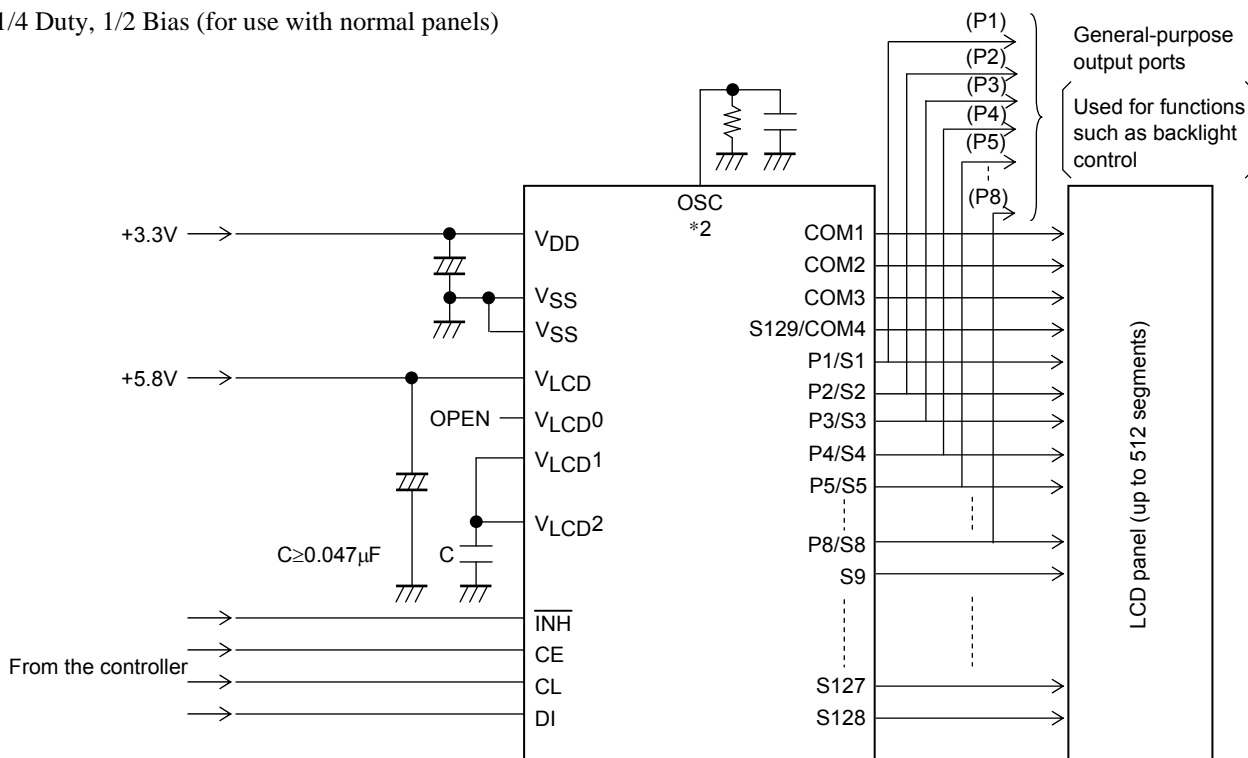 1/4 Duty, 1/2 Bias (for use with normal panels)
(P1)
(P2)
(P3)
(P4)
(P5)
(P8)
General-purpose
output ports
Used for functions
such as backlight
control
OSC
*2
+3.3V
VDD
VSS
VSS
+5.8V
VLCD
OPEN
VLCD0
VLCD1
VLCD2
C≥0.047μF
C
From the controller
INH
CE
CL
DI
COM1
COM2
COM3
S129/COM4
P1/S1
P2/S2
P3/S3
P4/S4
P5/S5
P8/S8
S9
S127
S128
LCD panel (up to 512 segments)